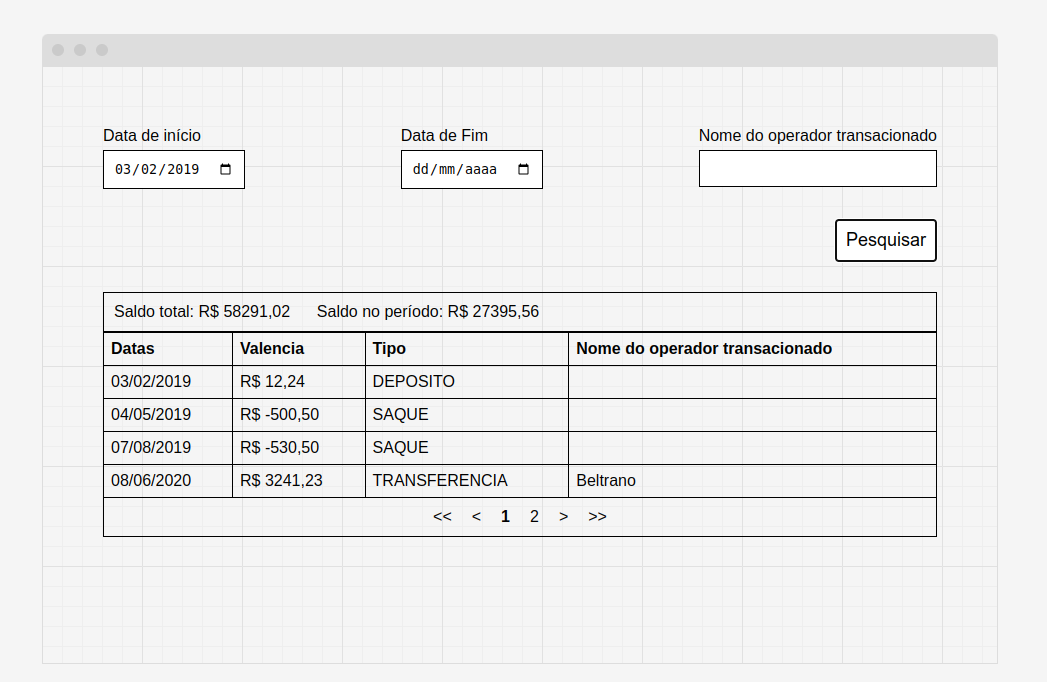 Data de início Data de Fim Nome do operador transacionado
03/02/2019 dd/mm/aaaa
Pesquisar
Saldo total: R$ 58291,02 Saldo no período: R$ 27395,56
Datas Valencia Tipo Nome do operador transacionado
03/02/2019 R$ 12,24 DEPOSITO
04/05/2019 R$ -500,50 SAQUE
07/08/2019 R$ -530,50 SAQUE
08/06/2020 R$ 3241,23 TRANSFERENCIA Beltrano
<< < 1 2 > >>